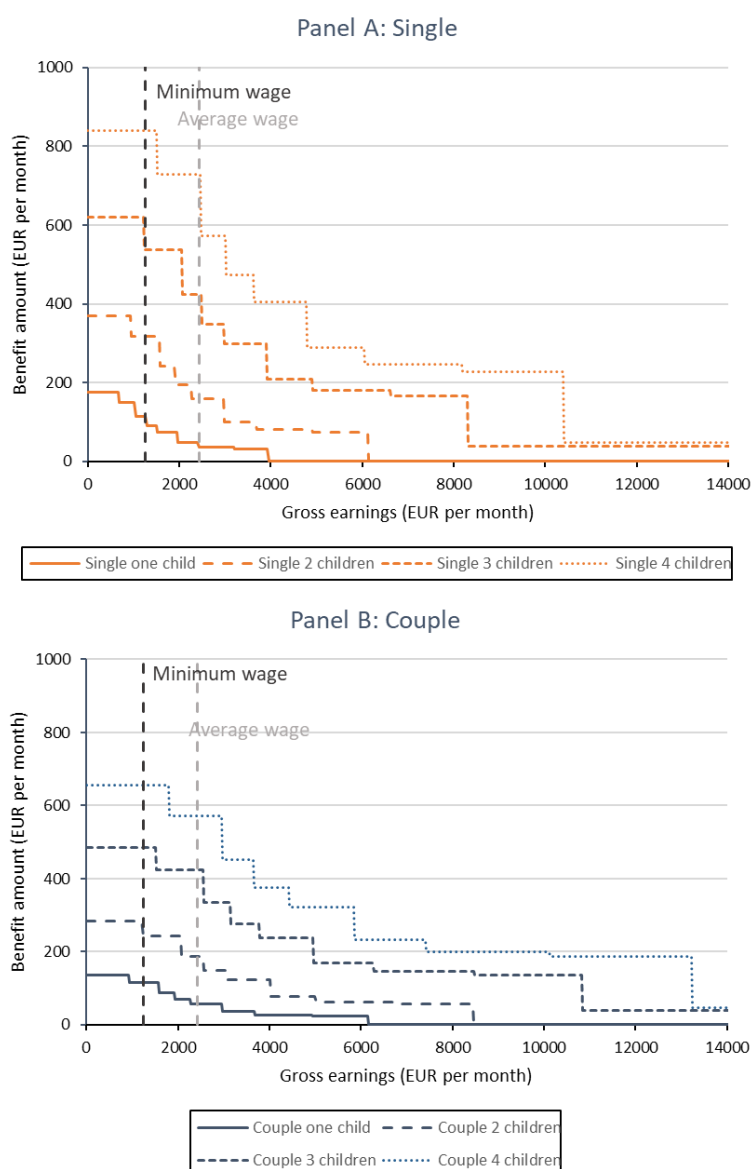 Panel A: Single
1000
800
600
400
200
0
Benefit amount (EUR per month)
Minimum wage
Average wage
0 2000 4000 6000 8000 10000 12000 14000
Gross earnings (EUR per month)
Single one child Single 2 children Single 3 children Single 4 children
Panel B: Couple
1000
800
600
400
200
0
Benefit amount (EUR per month)
Minimum wage
Average wage
0 2000 4000 6000 8000 10000 12000 14000
Gross earnings (EUR per month)
Couple one child Couple 2 children
Couple 3 children Couple 4 children